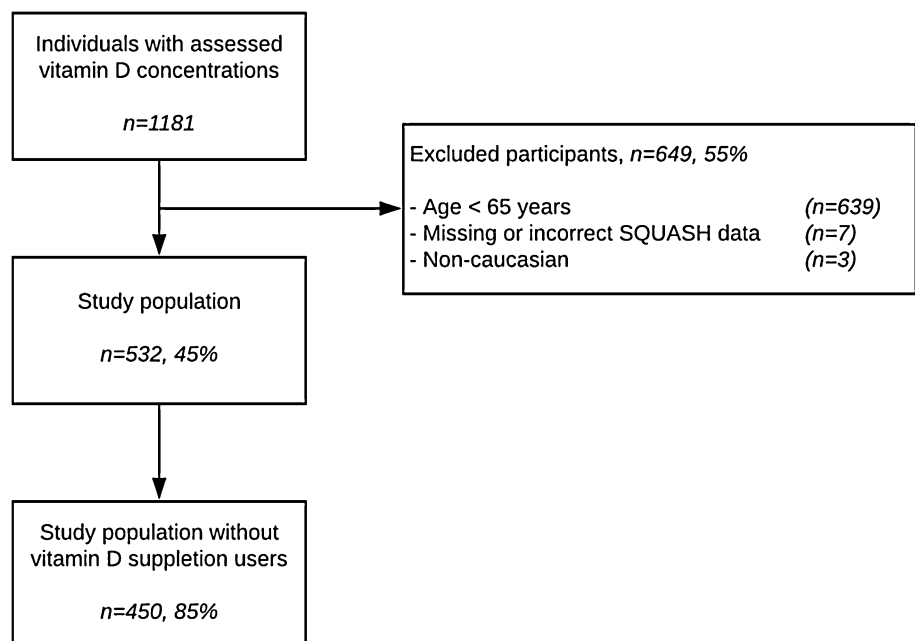 Individuals with assessed
vitamin D concentrations
n=1181
Excluded participants, n=649, 55%
- Age < 65 years (n=639)
- Missing or incorrect SQUASH data (n=7)
- Non-caucasian (n=3)
Study population
n=532, 45%
Study population without
vitamin D suppletion users
n=450, 85%